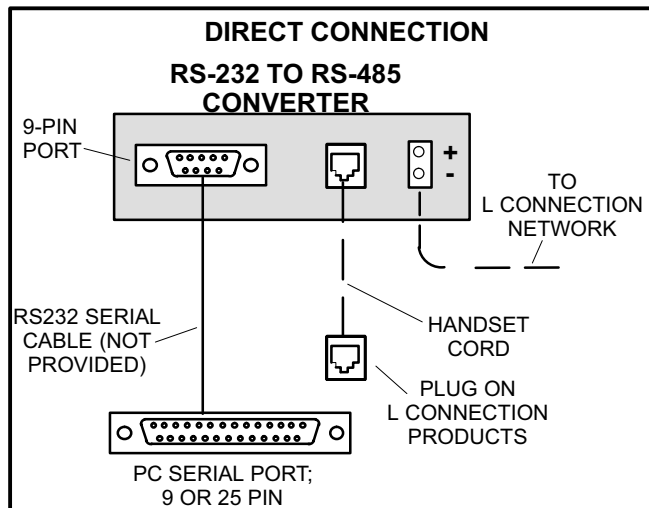 DIRECT CONNECTION
RS-232 TO RS-485
CONVERTER
9-PIN
PORT
+
-
TO
L CONNECTION
NETWORK
RS232 SERIAL
CABLE (NOT
PROVIDED)
HANDSET
CORD
PLUG ON
L CONNECTION
PRODUCTS
PC SERIAL PORT;
9 OR 25 PIN